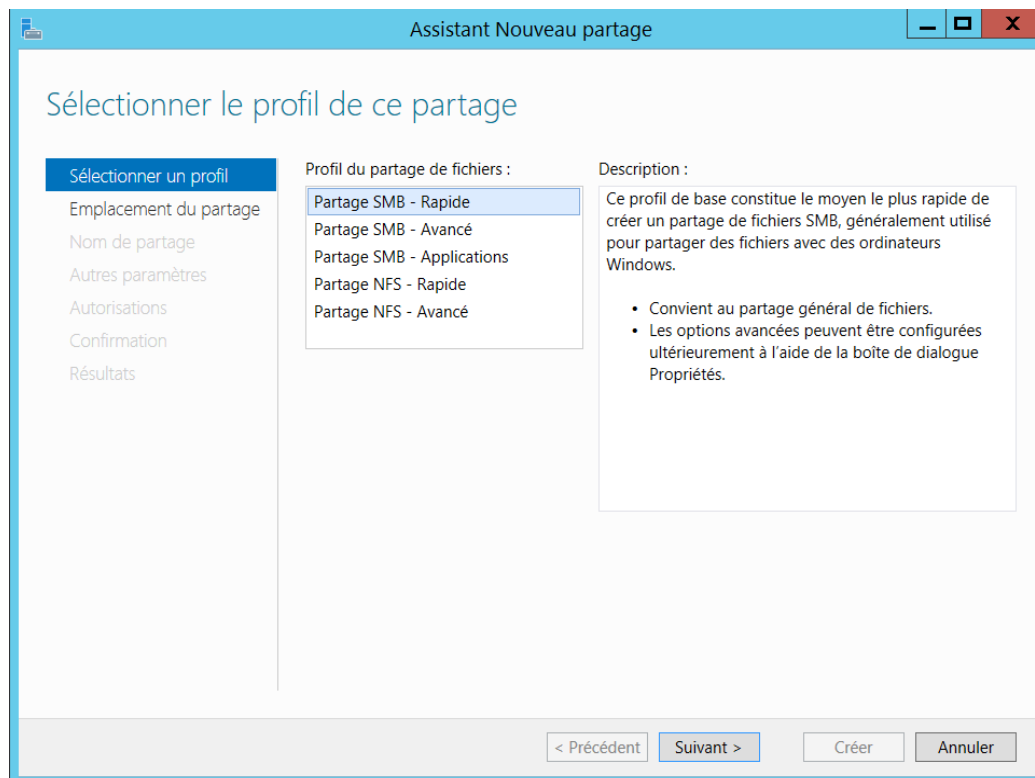 Assistant Nouveau partage
Sélectionner le profil de ce partage
Sélectionner un profil
Emplacement du partage
Nom de partage
Autres paramètres
Autorisations
Confirmation
Résultats
Profil du partage de fichiers :
Partage SMB - Rapide
Partage SMB - Avancé
Partage SMB - Applications
Partage NFS - Rapide
Partage NFS - Avancé
Description :
Ce profil de base constitue le moyen le plus rapide de
créer un partage de fichiers SMB, généralement utilisé
pour partager des fichiers avec des ordinateurs
Windows.
• Convient au partage général de fichiers.
• Les options avancées peuvent être configurées
ultérieurement à l'aide de la boîte de dialogue
Propriétés.
< Précédent
Suivant >
Créer
Annuler